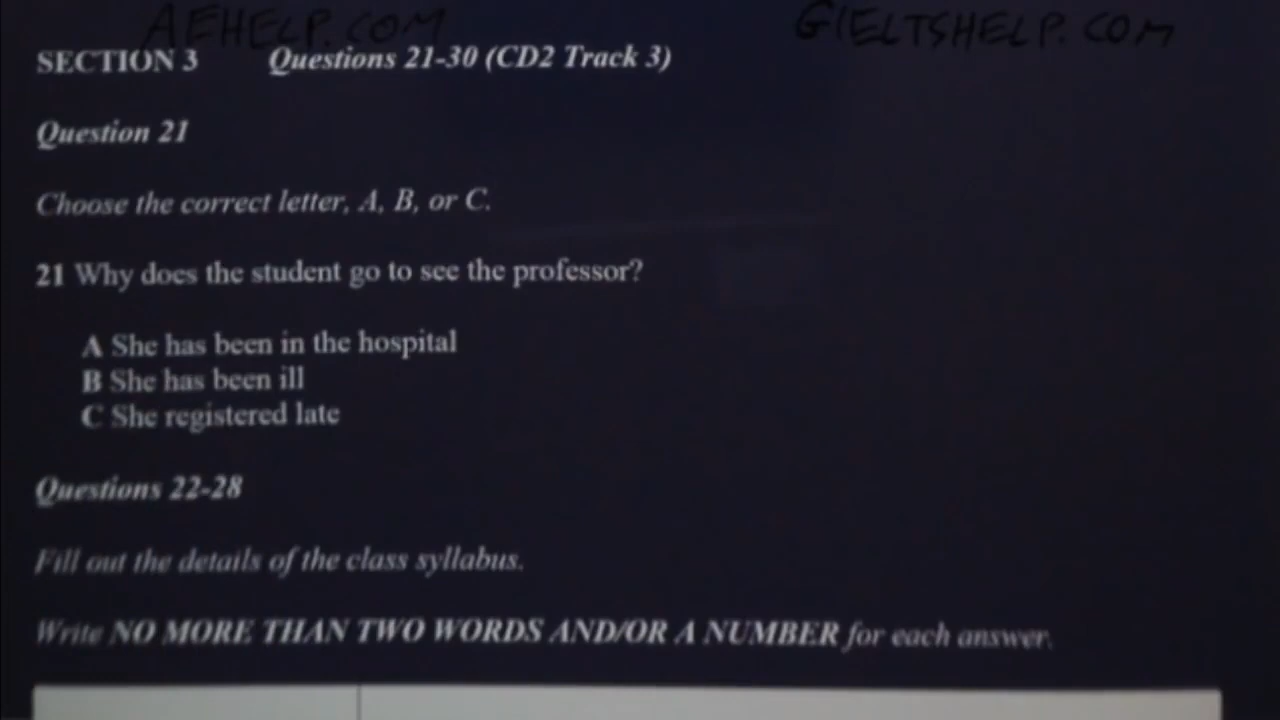 AEHELP.COM GIELTSHELP.COM
SECTION 3 Questions 21-30 (CD2 Track 3)
Question 21
Choose the correct letter, A, B, or C.
21 Why does the student go to see the professor?
A She has been in the hospital
B She has been ill
C She registered late
Questions 22-28
Fill out the details of the class syllabus.
Write NO MORE THAN TWO WORDS AND/OR A NUMBER for each answer.